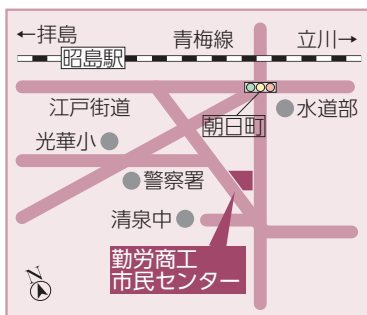 ←拝島
青梅線
立川→
昭島駅
江戸街道
朝日町
水道部
光華小
警察署
清泉中
勤労商工
市民センター
N